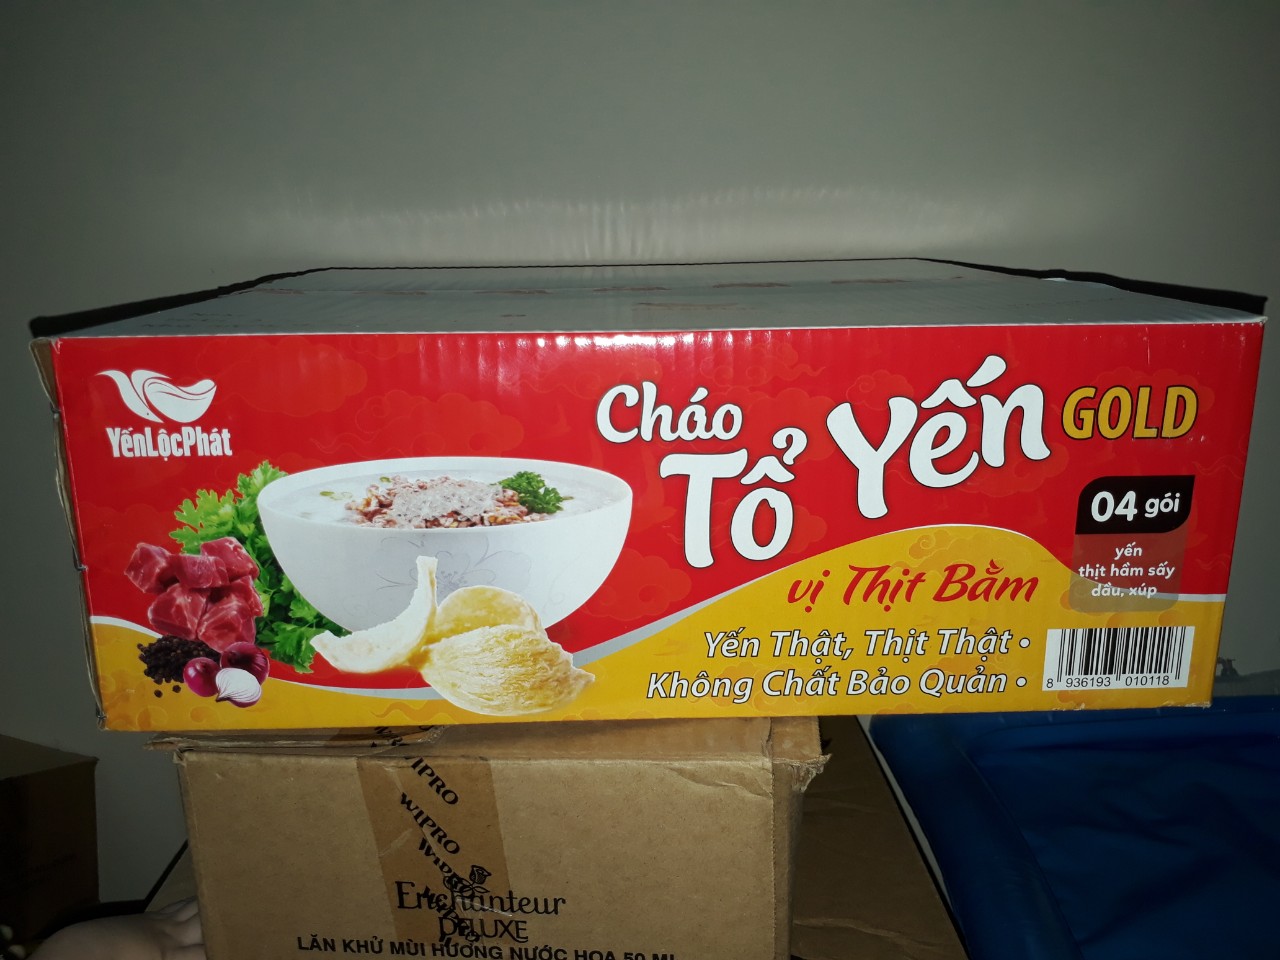 YếnLộcPhát
Cháo
Tổ Yến GOLD
vị Thịt Bằm
04 gói
yến
thịt hầm sấy
dầu, xúp
Yến Thật, Thịt Thật •
Không Chất Bảo Quản •
8 936193 010118
WIPRO
WIPRO
Enchanteur
DELUXE
LĂN KHỬ MÙI HƯƠNG NƯỚC HOA 50 ML